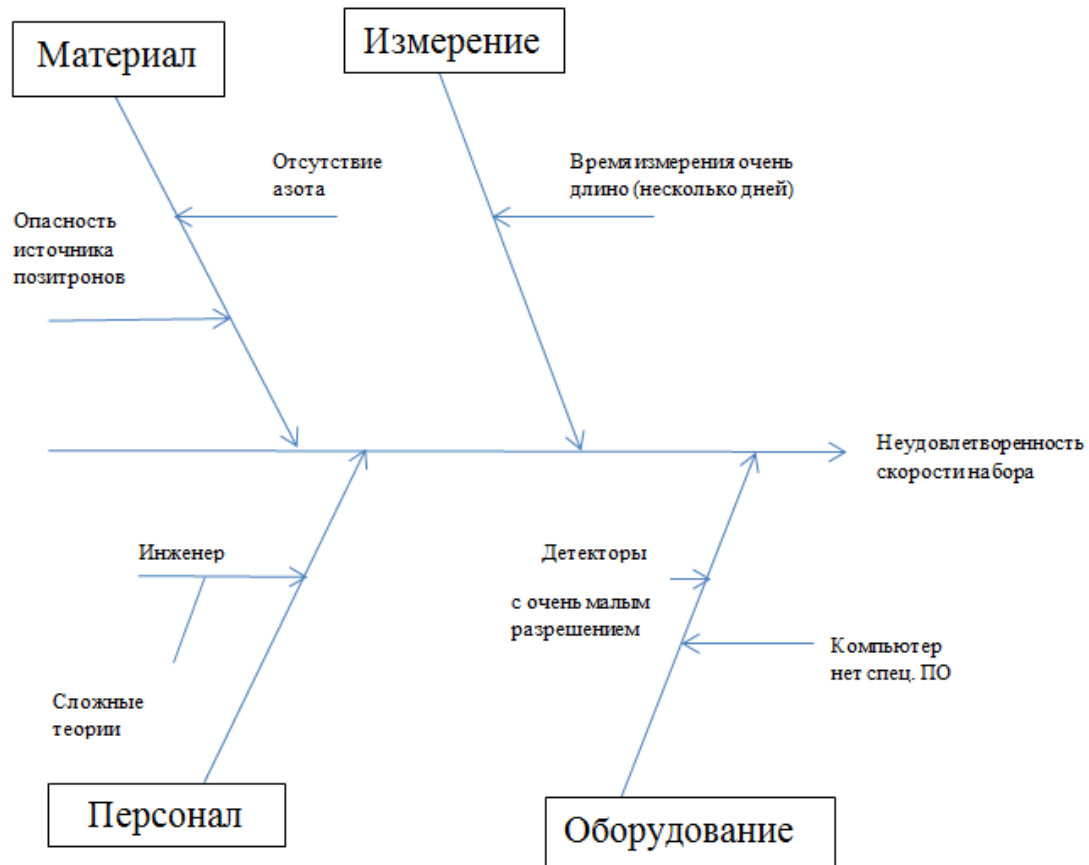 Материал
Измерение
Отсутствие
азота
Время измерения очень
длино (несколько дней)
Опасность
источника
позитронов
Неудовлетворенность
скорости набора
Инженер
Детекторы
с очень малым
разрешением
Компьютер
нет спец. ПО
Сложные
теории
Персонал
Оборудование